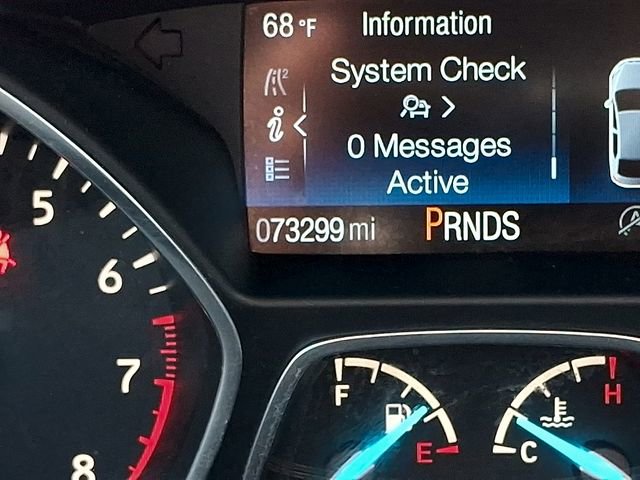 68 °F Information
System Check
0 Messages
Active
073299 mi PRNDS
5
6
7
8
F
E
C
H